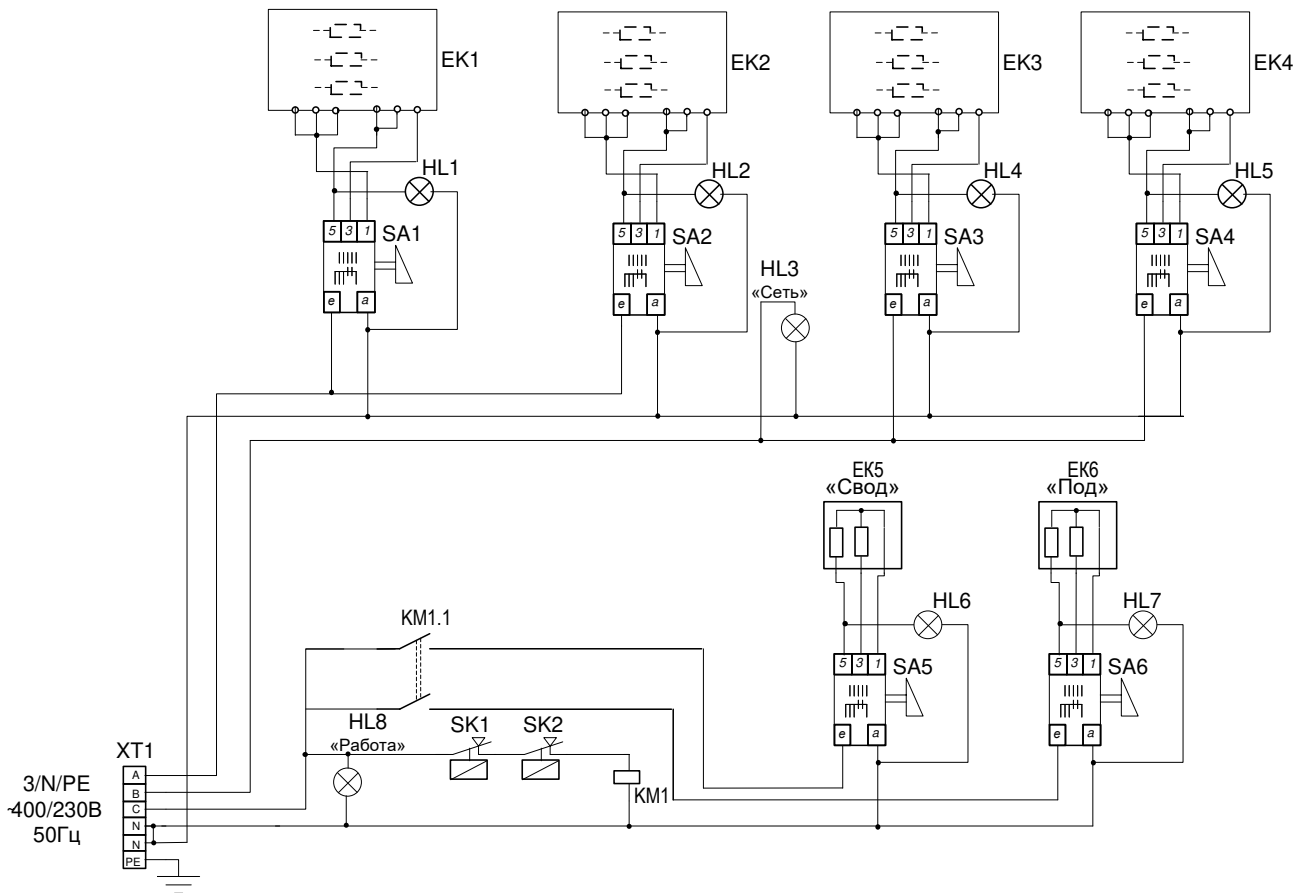 EK1
EK2
EK3
EK4
HL1
HL2
HL4
HL5
5 3 1
SA1
5 3 1
SA2
5 3 1
SA3
5 3 1
SA4
HL3
«Сеть»
e a
e a
e a
e a
EK5
«Свод»
EK6
«Под»
KM1.1
HL6
HL7
5 3 1
SA5
5 3 1
SA6
HL8
«Работа»
SK1
SK2
e a
e a
KM1
XT1
3/N/PE
~400/230В
50Гц
A
B
C
N
N
PE